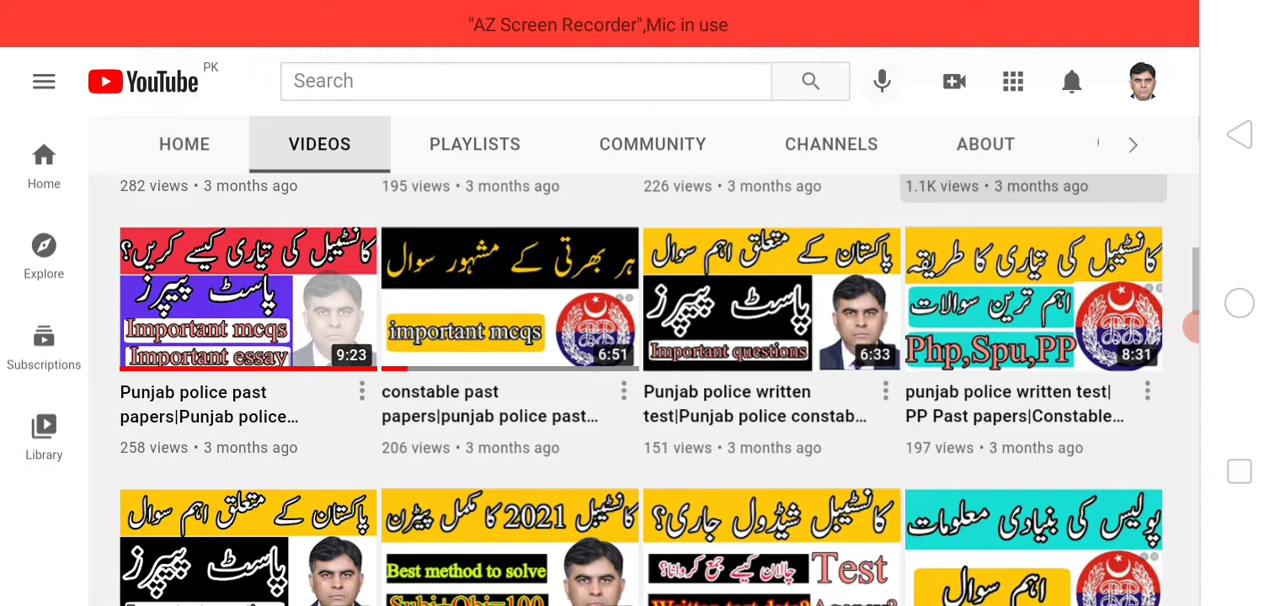 "AZ Screen Recorder",Mic in use
YouTube PK
Search
HOME VIDEOS PLAYLISTS COMMUNITY CHANNELS ABOUT
Home
Explore
Subscriptions
Library
282 views • 3 months ago
195 views • 3 months ago
226 views • 3 months ago
1.1K views • 3 months ago
کانسٹیبل کی تیاری کیسے کریں؟
پاسٹ پیپرز
Important mcqs
Important essay
9:23
Punjab police past
papers|Punjab police...
258 views • 3 months ago
ہر بھرتی کے مشہور سوال
important mcqs
6:51
constable past
papers|punjab police past...
206 views • 3 months ago
پاکستان کے متعلق اہم سوال
پاسٹ پیپرز
Important questions
6:33
Punjab police written
test|Punjab police constab...
151 views • 3 months ago
کانسٹیبل کی تیاری کا طریقہ
اہم ترین سوالات
Php,Spu,PP
8:31
punjab police written test|
PP Past papers|Constable...
197 views • 3 months ago
پاکستان کے متعلق اہم سوال
پاسٹ پیپرز
کانسٹیبل 2021 کا مکمل پیٹرن
Best method to solve
Subj+Obj=100
کانسٹیبل شیڈول جاری؟
چالان کیسے جمع کروانا؟
Test
پولیس کی بنیادی معلومات
اہم سوال